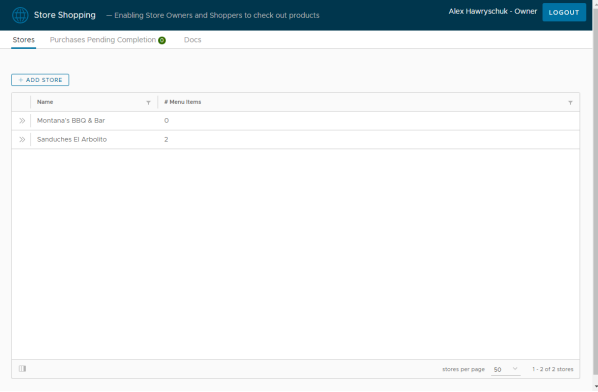 Store Shopping — Enabling Store Owners and Shoppers to check out products Alex Hawryschuk - Owner LOGOUT
Stores Purchases Pending Completion 0 Docs
+ ADD STORE
Name # Menu Items
Montana's BBQ & Bar 0
Sanduches El Arbolito 2
stores per page 50 1 - 2 of 2 stores